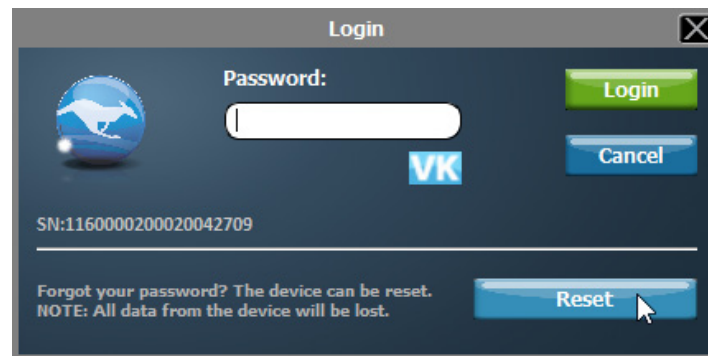 Login
Password:
Login
VK
Cancel
SN:1160000200020042709
Forgot your password? The device can be reset.
NOTE: All data from the device will be lost.
Reset